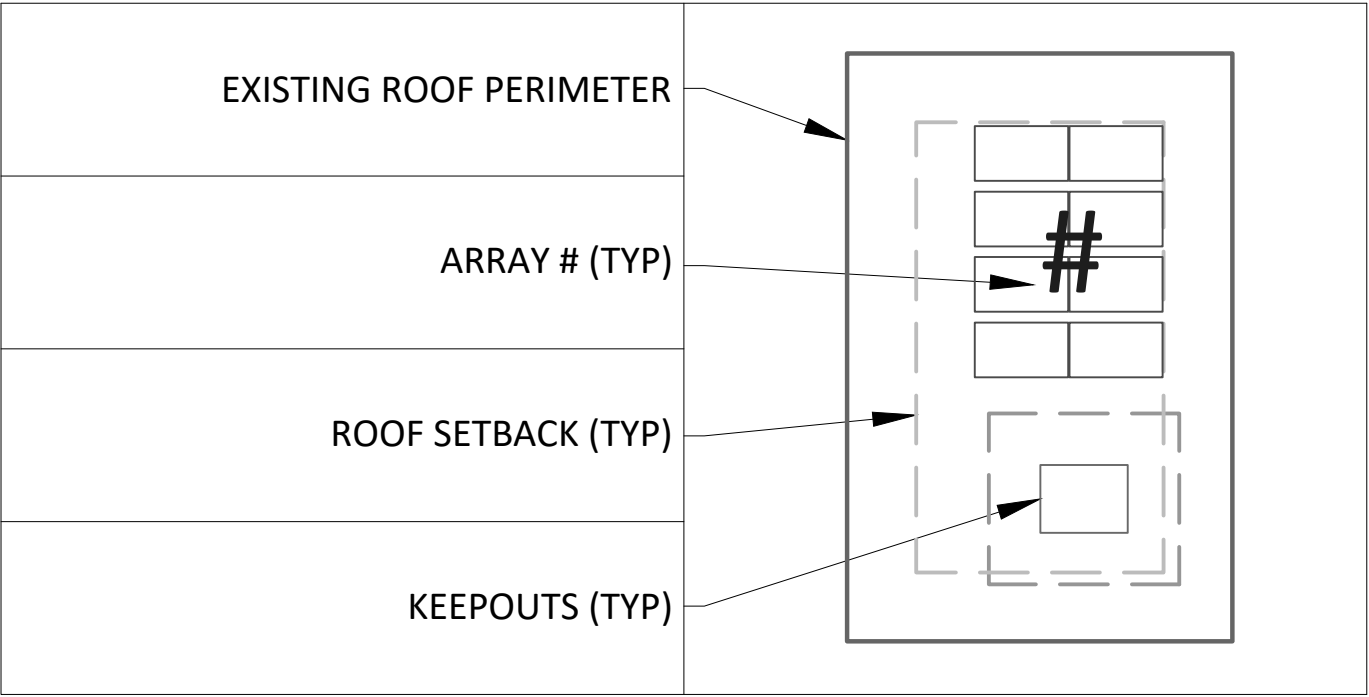 EXISTING ROOF PERIMETER
ARRAY # (TYP)
#
ROOF SETBACK (TYP)
KEEPOUTS (TYP)